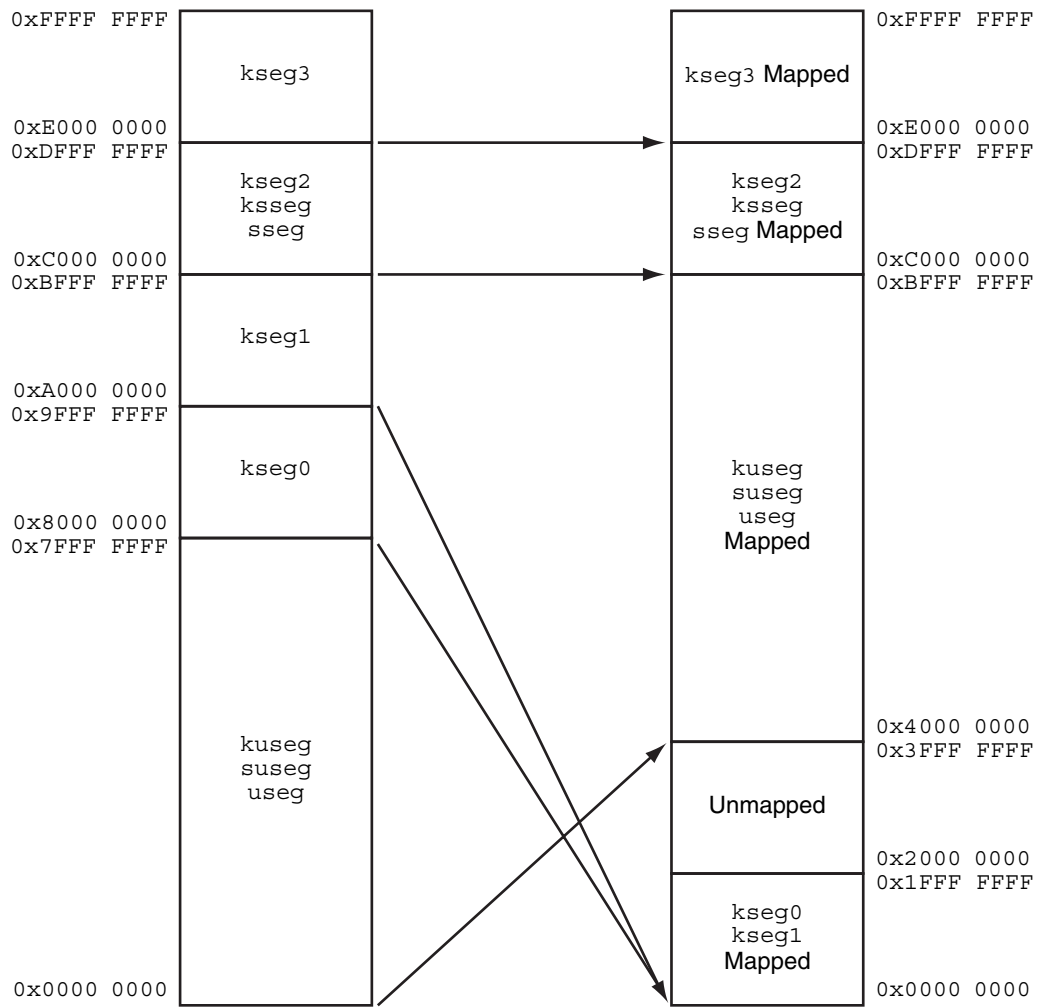 0xFFFF FFFF
kseg3
0xE000 0000
0xDFFF FFFF
kseg2
ksseg
sseg
0xC000 0000
0xBFFF FFFF
kseg1
0xA000 0000
0x9FFF FFFF
kseg0
0x8000 0000
0x7FFF FFFF
kuseg
suseg
useg
0x0000 0000
0xFFFF FFFF
kseg3 Mapped
0xE000 0000
0xDFFF FFFF
kseg2
ksseg
sseg Mapped
0xC000 0000
0xBFFF FFFF
kuseg
suseg
useg
Mapped
0x4000 0000
0x3FFF FFFF
Unmapped
0x2000 0000
0x1FFF FFFF
kseg0
kseg1
Mapped
0x0000 0000